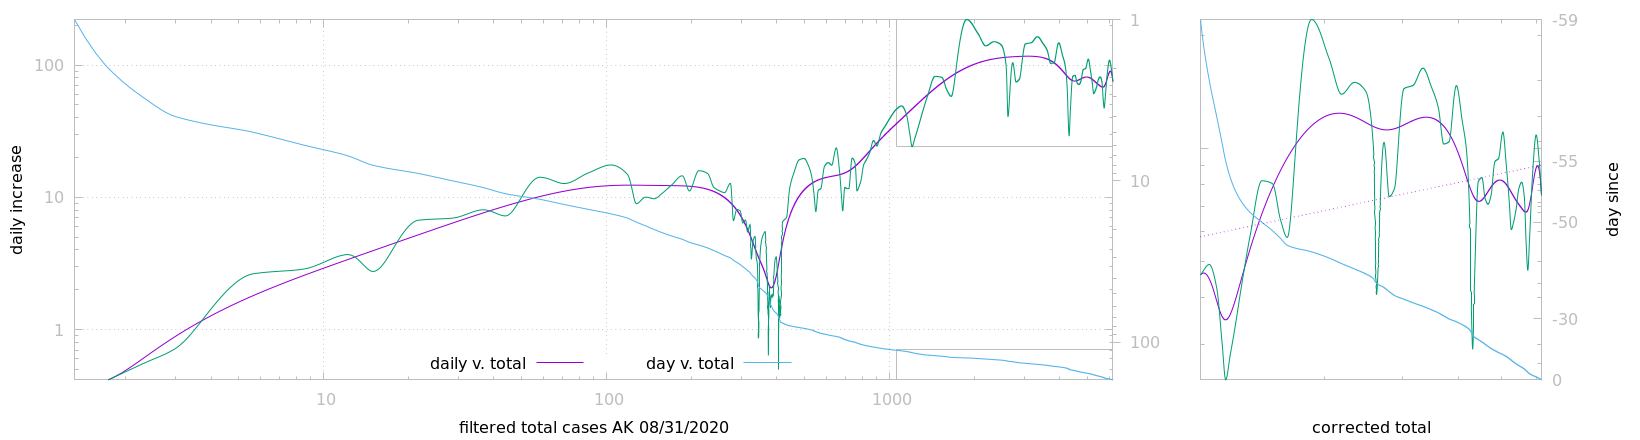 daily increase
100
10
1
daily v. total
day v. total
10
100
1000
filtered total cases AK 08/31/2020
1
10
100
-59
-55
-50
-30
0
day since
corrected total